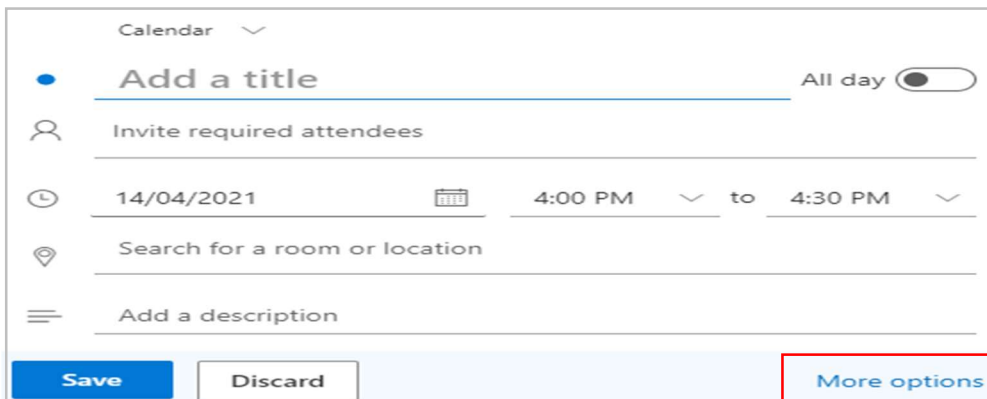 Calendar
Add a title All day
Invite required attendees
14/04/2021 4:00 PM to 4:30 PM
Search for a room or location
Add a description
Save Discard More options